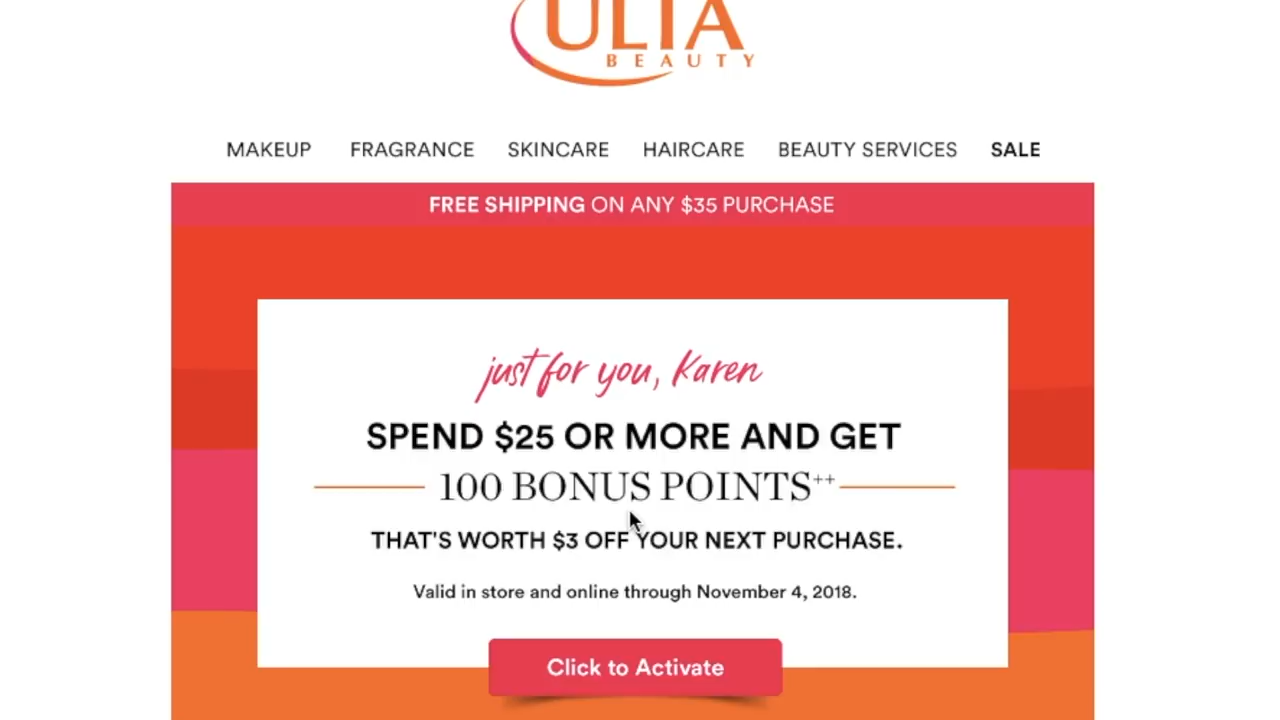 ULTA
BEAUTY
MAKEUP FRAGRANCE SKINCARE HAIRCARE BEAUTY SERVICES SALE
FREE SHIPPING ON ANY $35 PURCHASE
just for you, Karen
SPEND $25 OR MORE AND GET
100 BONUS POINTS++
THAT'S WORTH $3 OFF YOUR NEXT PURCHASE.
Valid in store and online through November 4, 2018.
Click to Activate